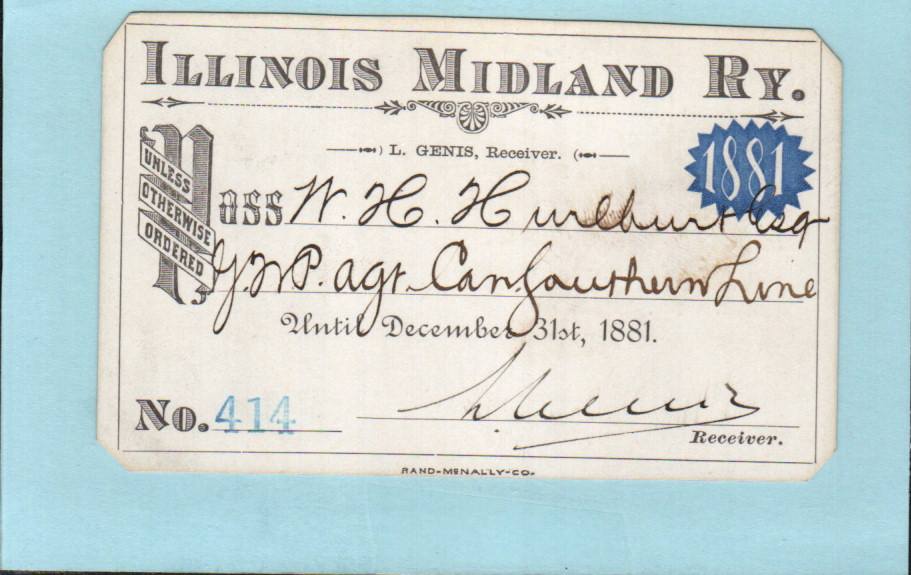 ILLINOIS MIDLAND RY.
L. GENIS, Receiver.
1881
UNLESS
OTHERWISE
ORDERED
Pass W. H. Hurlburt Esq
Agt. Can Southern Line
Until December 31st, 1881.
No. 414
Receiver.
RAND-McNALLY-CO.